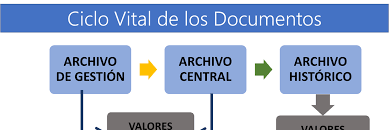 Ciclo Vital de los Documentos
ARCHIVO
DE GESTIÓN
ARCHIVO
CENTRAL
ARCHIVO
HISTÓRICO
VALORES
VALORES